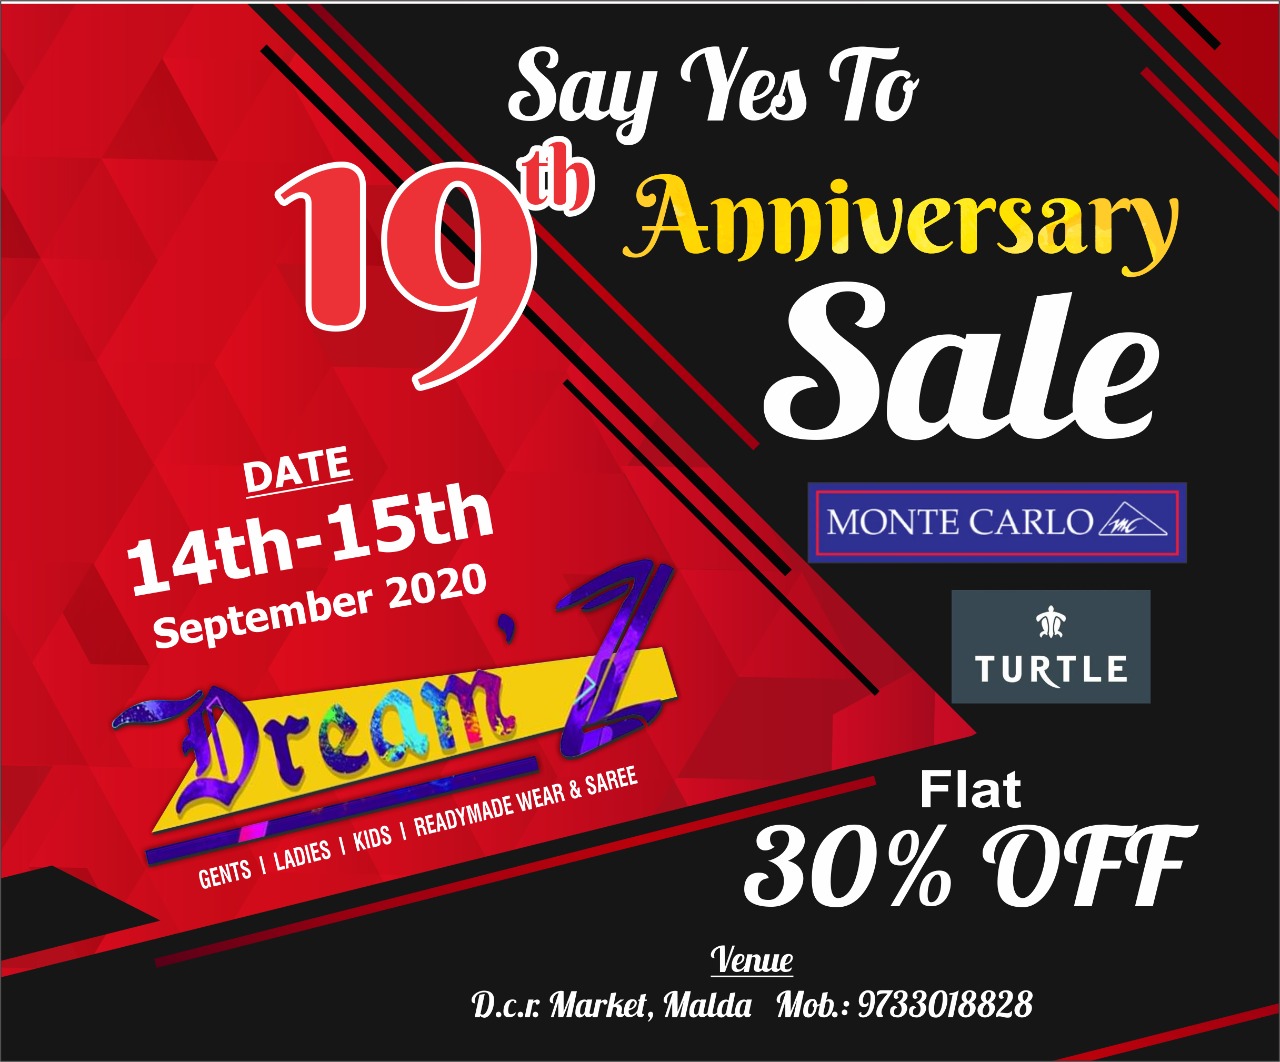 Say Yes To
19th Anniversary
Sale
DATE
14th-15th
September 2020
MONTE CARLO mc
TURTLE
Dream'Z
GENTS | LADIES | KIDS | READYMADE WEAR & SAREE
Flat
30% OFF
Venue
D.c.r. Market, Malda Mob.: 9733018828